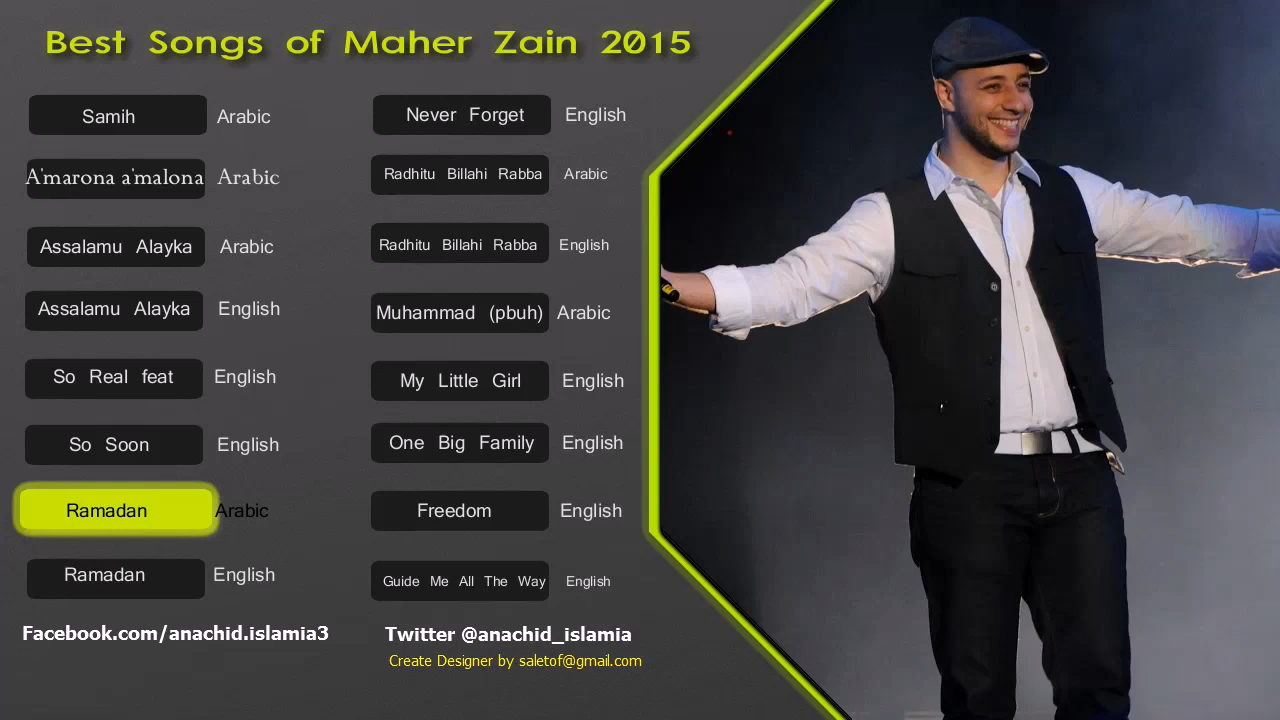 Best Songs of Maher Zain 2015
Samih Arabic
A'marona a'malona Arabic
Assalamu Alayka Arabic
Assalamu Alayka English
So Real feat English
So Soon English
Ramadan Arabic
Ramadan English
Never Forget English
Radhitu Billahi Rabba Arabic
Radhitu Billahi Rabba English
Muhammad (pbuh) Arabic
My Little Girl English
One Big Family English
Freedom English
Guide Me All The Way English
Facebook.com/anachid.islamia3
Twitter @anachid_islamia
Create Designer by saletof@gmail.com